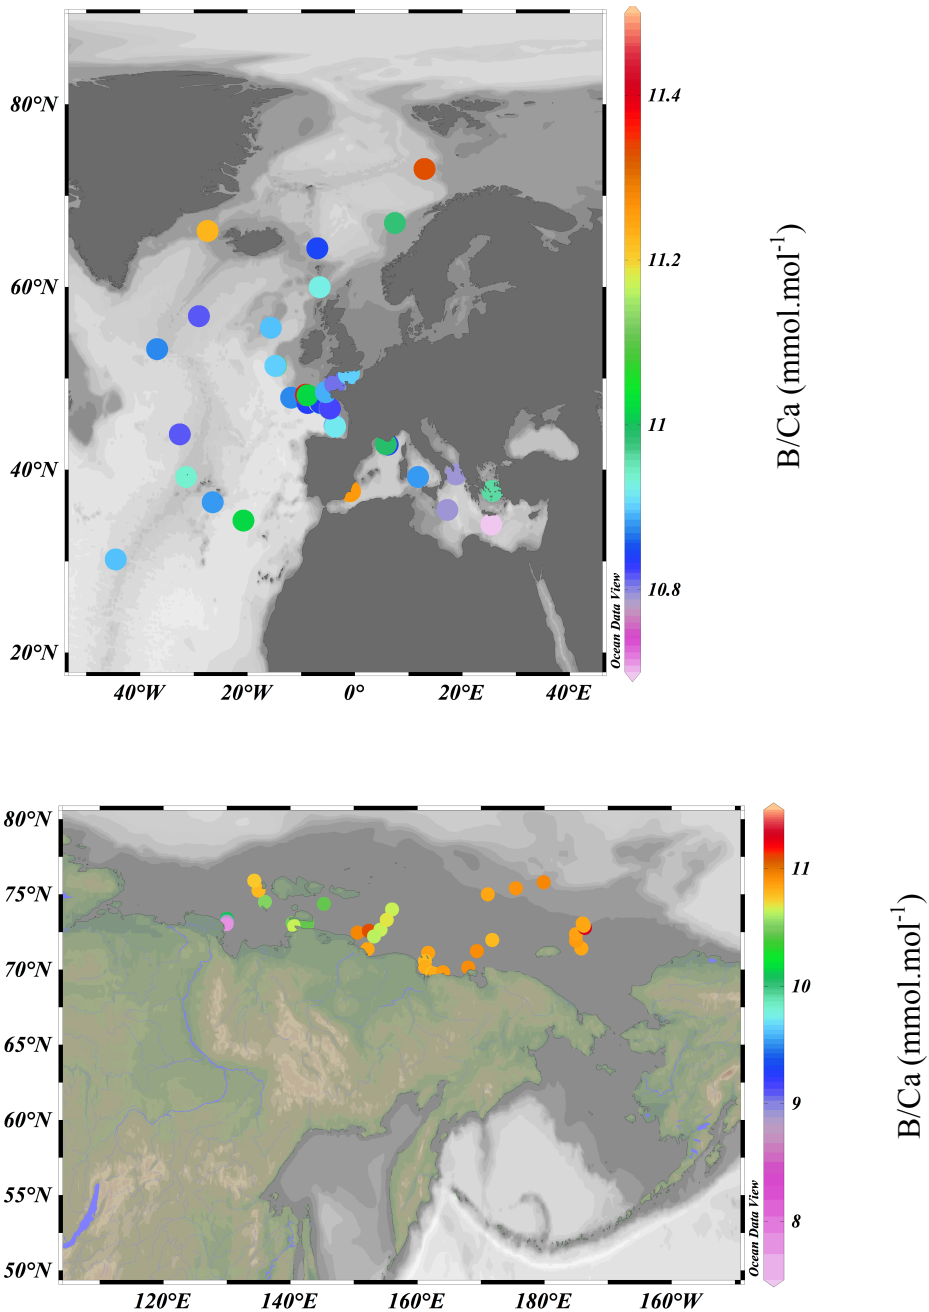 80°N
60°N
40°N
20°N
40°W 20°W 0° 20°E 40°E
Ocean Data View
11.4
11.2
11
10.8
B/Ca (mmol.mol⁻¹)
80°N
75°N
70°N
65°N
60°N
55°N
50°N
120°E 140°E 160°E 180°E 160°W
Ocean Data View
11
10
9
8
B/Ca (mmol.mol⁻¹)